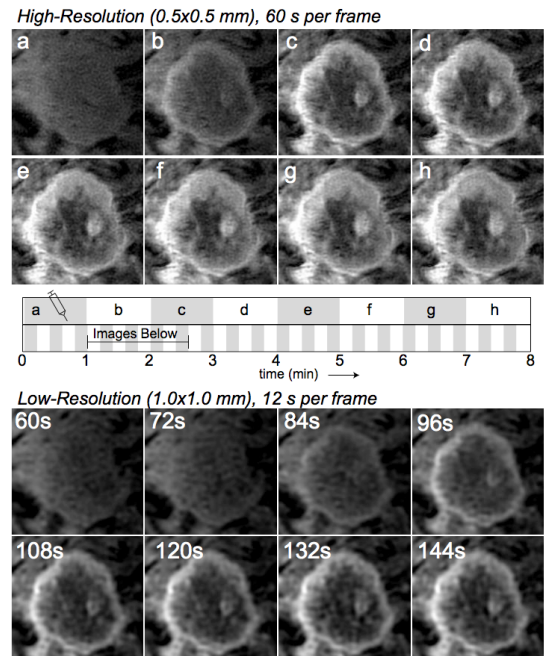 High-Resolution (0.5x0.5 mm), 60 s per frame
a b c d
e f g h
a b c d e f g h
Images Below
0 1 2 3 4 5 6 7 8
time (min)
Low-Resolution (1.0x1.0 mm), 12 s per frame
60s 72s 84s 96s
108s 120s 132s 144s